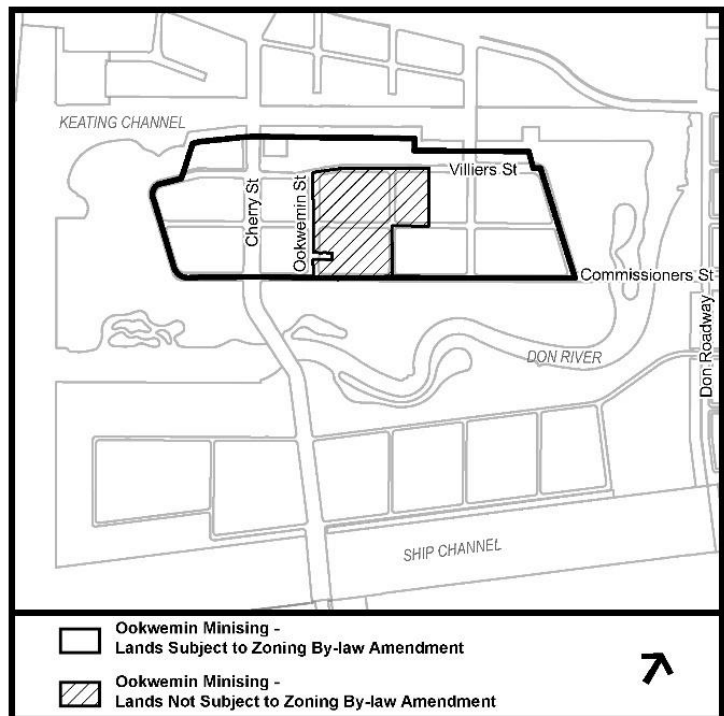 KEATING CHANNEL
Villiers St
Cherry St
Ookwemin St
Commissioners St
DON RIVER
Don Roadway
SHIP CHANNEL
Ookwemin Minising -
Lands Subject to Zoning By-law Amendment
Ookwemin Minising -
Lands Not Subject to Zoning By-law Amendment